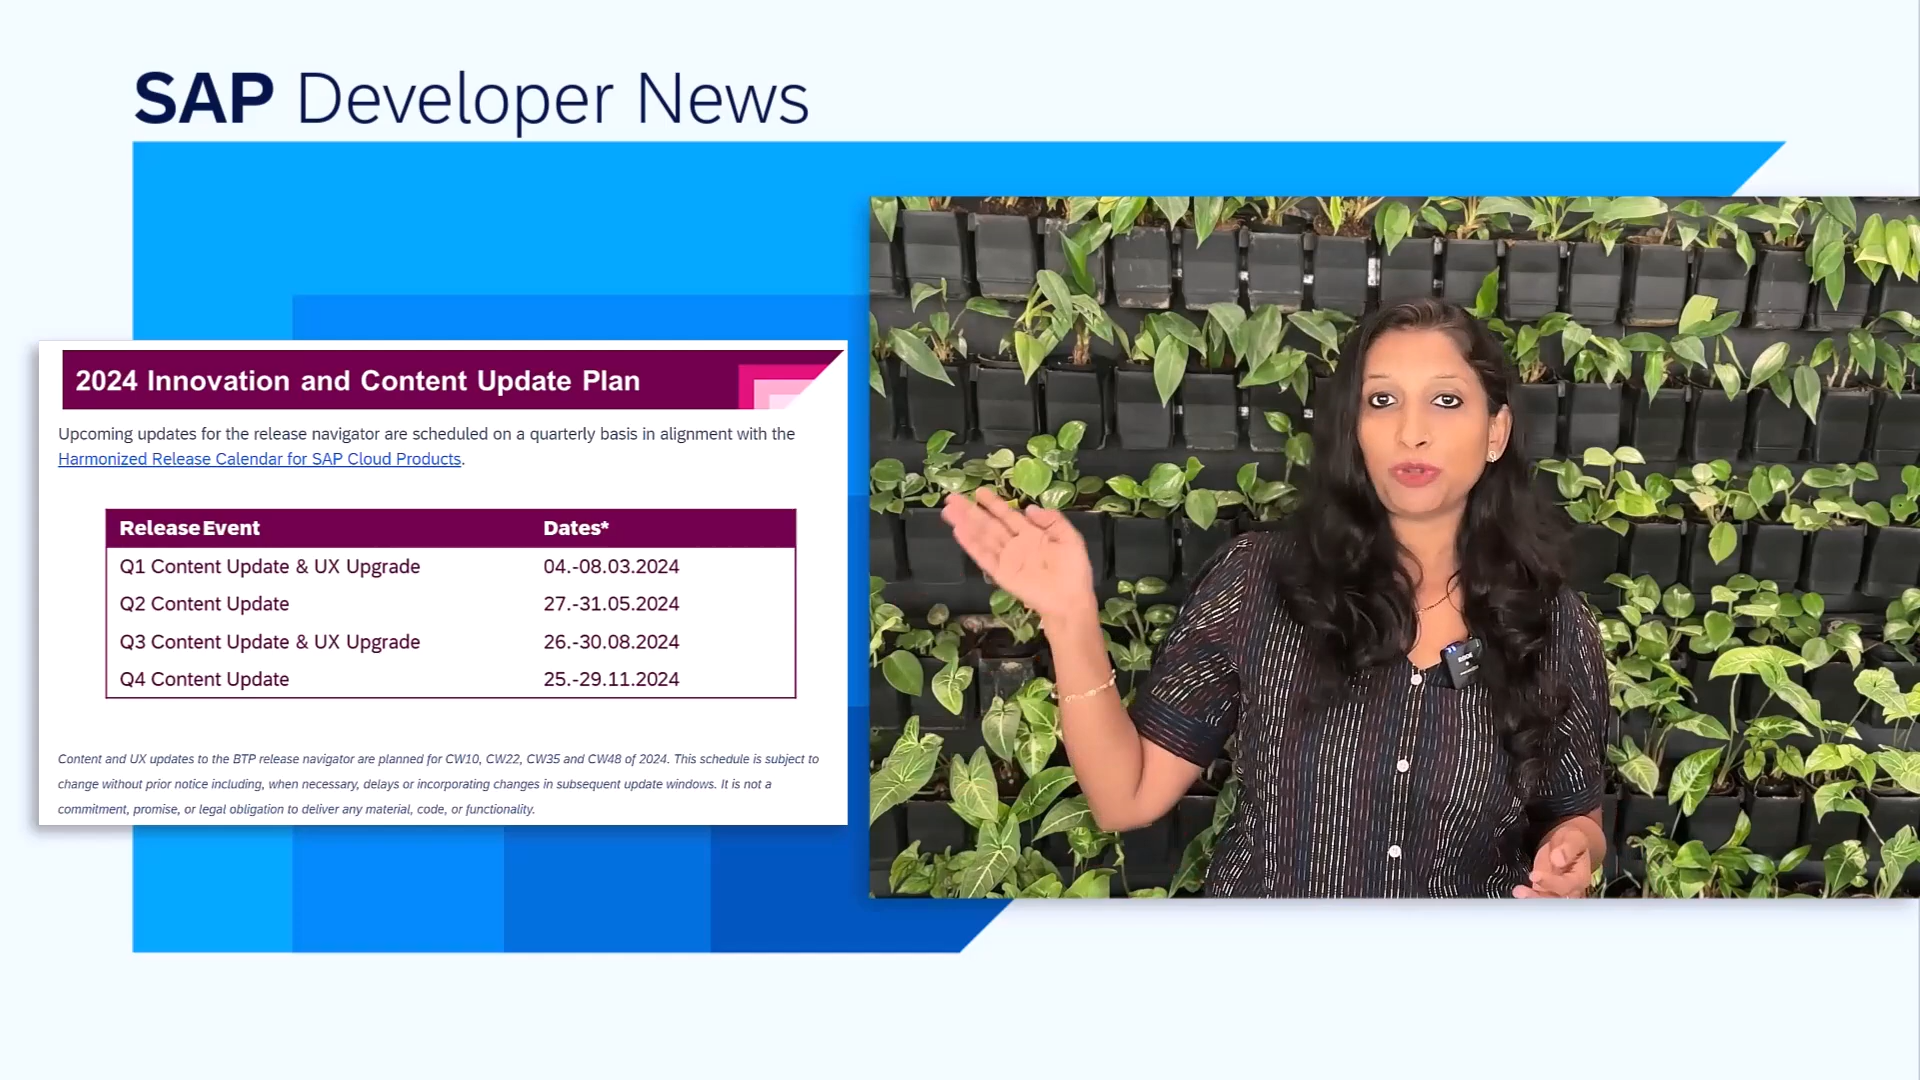 SAP Developer News
2024 Innovation and Content Update Plan
Upcoming updates for the release navigator are scheduled on a quarterly basis in alignment with the
Harmonized Release Calendar for SAP Cloud Products.
Release Event Dates*
Q1 Content Update & UX Upgrade 04.-08.03.2024
Q2 Content Update 27.-31.05.2024
Q3 Content Update & UX Upgrade 26.-30.08.2024
Q4 Content Update 25.-29.11.2024
Content and UX updates to the BTP release navigator are planned for CW10, CW22, CW35 and CW48 of 2024. This schedule is subject to
change without prior notice including, when necessary, delays or incorporating changes in subsequent update windows. It is not a
commitment, promise, or legal obligation to deliver any material, code, or functionality.